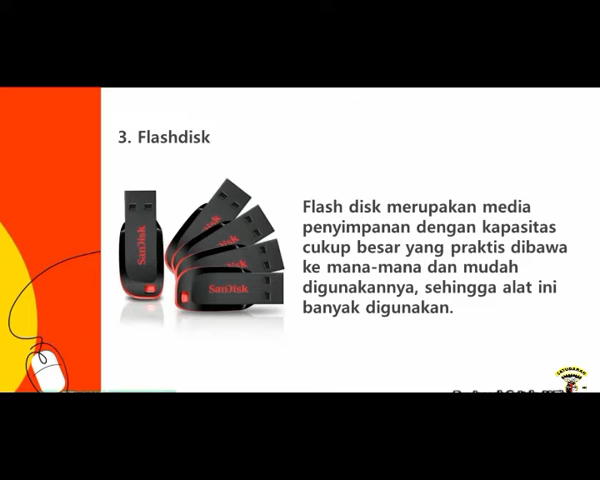 3. Flashdisk
Flash disk merupakan media
penyimpanan dengan kapasitas
cukup besar yang praktis dibawa
ke mana-mana dan mudah
digunakannya, sehingga alat ini
banyak digunakan.
SanDisk
SanDisk